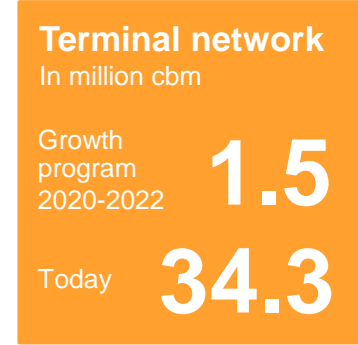 Terminal network
In million cbm
Growth
program
2020-2022
1.5
Today
34.3